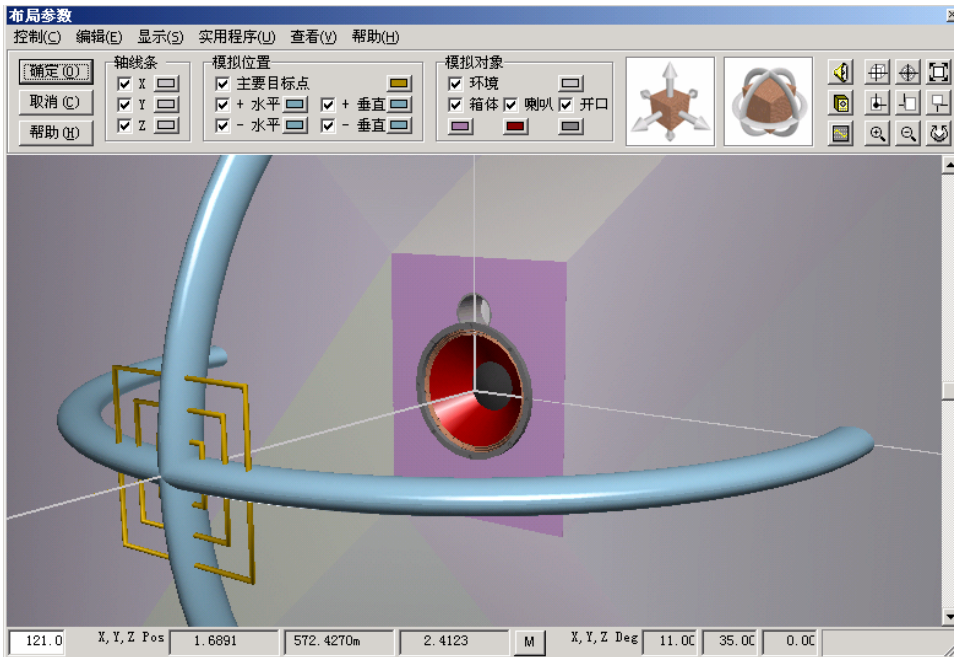 布局参数
控制(C) 编辑(E) 显示(S) 实用程序(U) 查看(V) 帮助(H)
确定(O)
取消(C)
帮助(H)
轴线条
X
Y
Z
模拟位置
主要目标点
+ 水平 + 垂直
- 水平 - 垂直
模拟对象
环境
箱体 喇叭 开口
121.0 X,Y,Z Pos 1.6891 572.4270m 2.4123 M X,Y,Z Deg 11.00 35.00 0.00